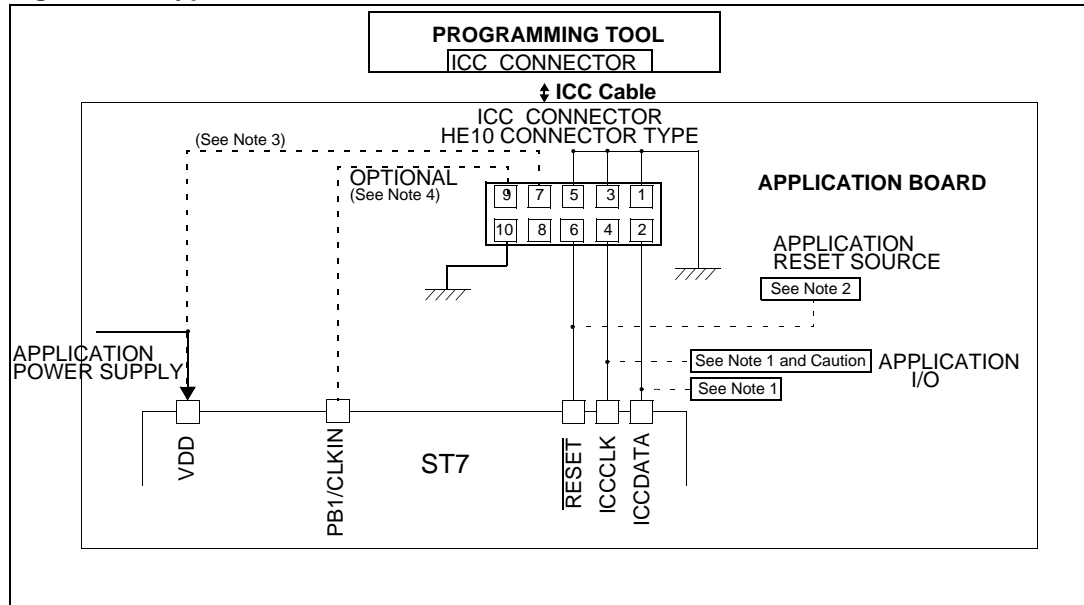 PROGRAMMING TOOL
ICC CONNECTOR
ICC Cable
ICC CONNECTOR
HE10 CONNECTOR TYPE
(See Note 3)
OPTIONAL
(See Note 4)
9 7 5 3 1
10 8 6 4 2
APPLICATION BOARD
APPLICATION
RESET SOURCE
See Note 2
APPLICATION
POWER SUPPLY
See Note 1 and Caution
See Note 1
APPLICATION
I/O
VDD
PB1/CLKIN
ST7
RESET
ICCCLK
ICCDATA